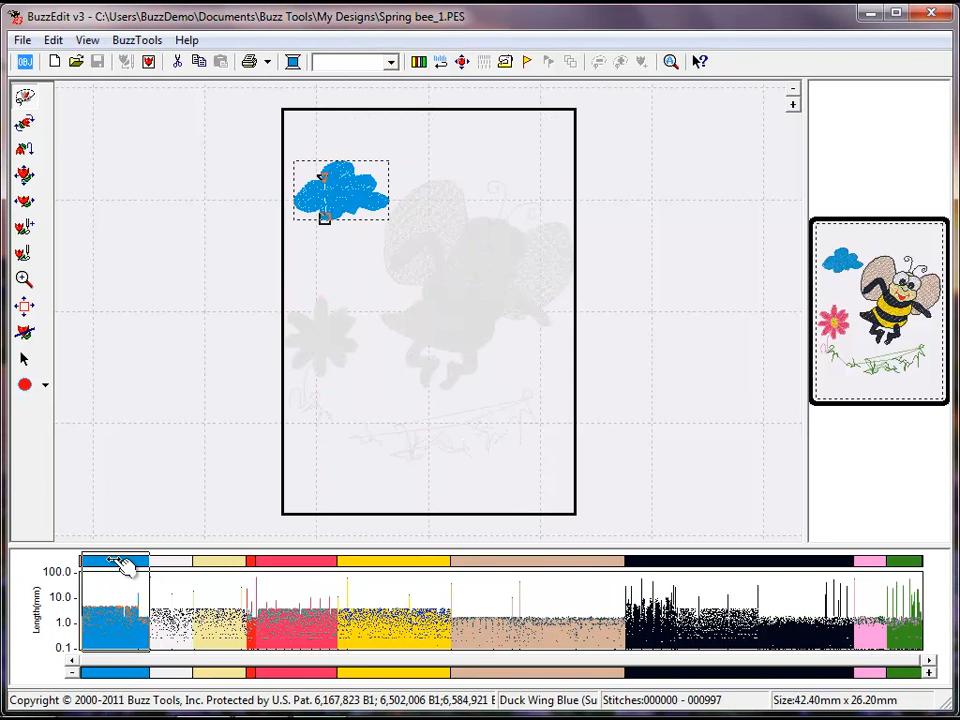 BuzzEdit v3 - C:\Users\BuzzDemo\Documents\Buzz Tools\My Designs\Spring bee_1.PES
File Edit View BuzzTools Help
OBJ
100.0
10.0
1.0
0.1
Length(mm)
Copyright © 2000-2011 Buzz Tools, Inc. Protected by U.S. Pat. 6,167,823 B1; 6,502,006 B1;6,584,921 E Duck Wing Blue (Su Stitches:000000 - 000997 Size:42.40mm x 26.20mm